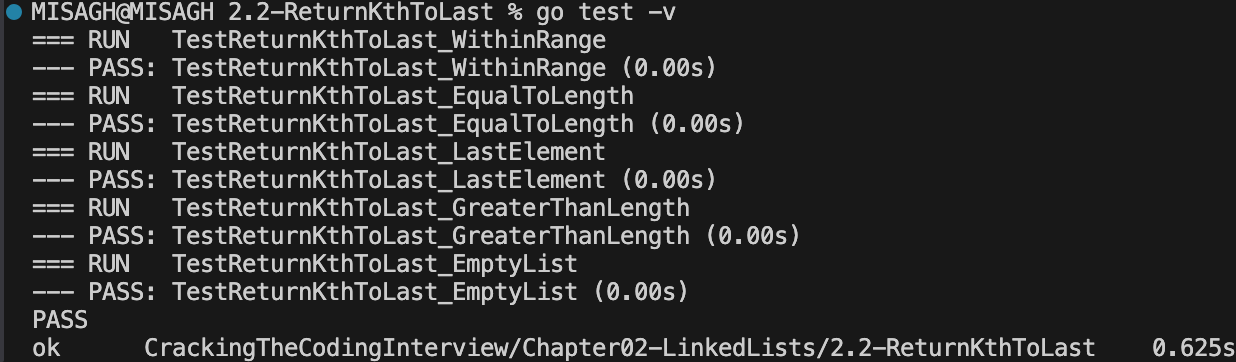 MISAGH@MISAGH 2.2-ReturnKthToLast % go test -v
=== RUN   TestReturnKthToLast_WithinRange
--- PASS: TestReturnKthToLast_WithinRange (0.00s)
=== RUN   TestReturnKthToLast_EqualToLength
--- PASS: TestReturnKthToLast_EqualToLength (0.00s)
=== RUN   TestReturnKthToLast_LastElement
--- PASS: TestReturnKthToLast_LastElement (0.00s)
=== RUN   TestReturnKthToLast_GreaterThanLength
--- PASS: TestReturnKthToLast_GreaterThanLength (0.00s)
=== RUN   TestReturnKthToLast_EmptyList
--- PASS: TestReturnKthToLast_EmptyList (0.00s)
PASS
ok      CrackingTheCodingInterview/Chapter02-LinkedLists/2.2-ReturnKthToLast    0.625s